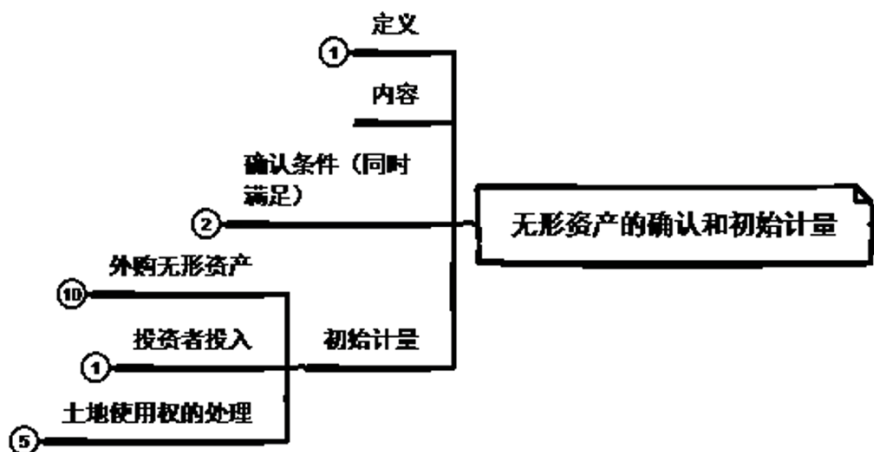 定义
①
内容
确认条件（同时
满足）
②
无形资产的确认和初始计量
外购无形资产
⑩
投资者投入
①
初始计量
土地使用权的处理
⑤